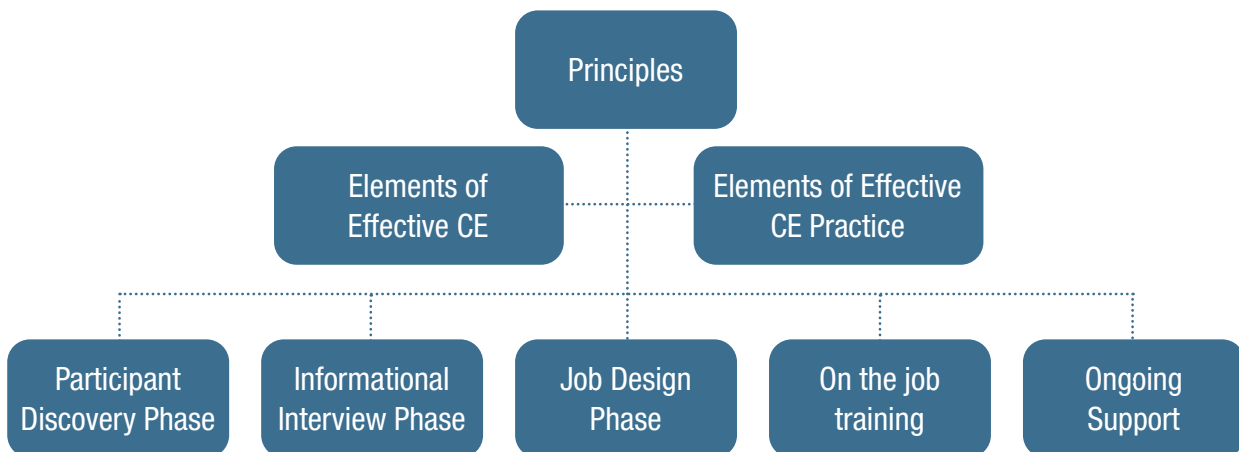 Principles
Elements of
Effective CE
Elements of Effective
CE Practice
Participant
Discovery Phase
Informational
Interview Phase
Job Design
Phase
On the job
training
Ongoing
Support